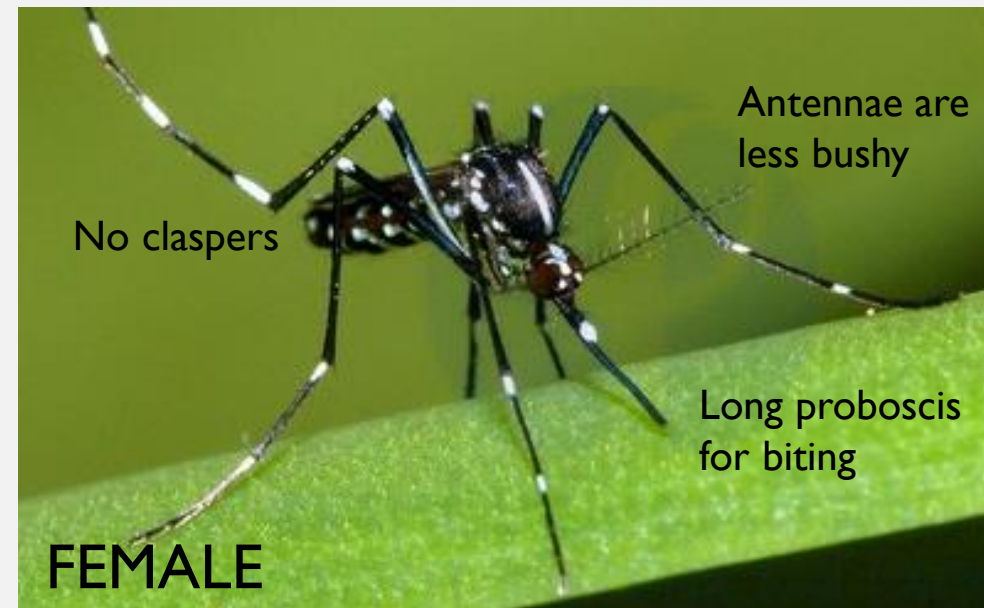 Antennae are
less bushy
No claspers
Long proboscis
for biting
FEMALE